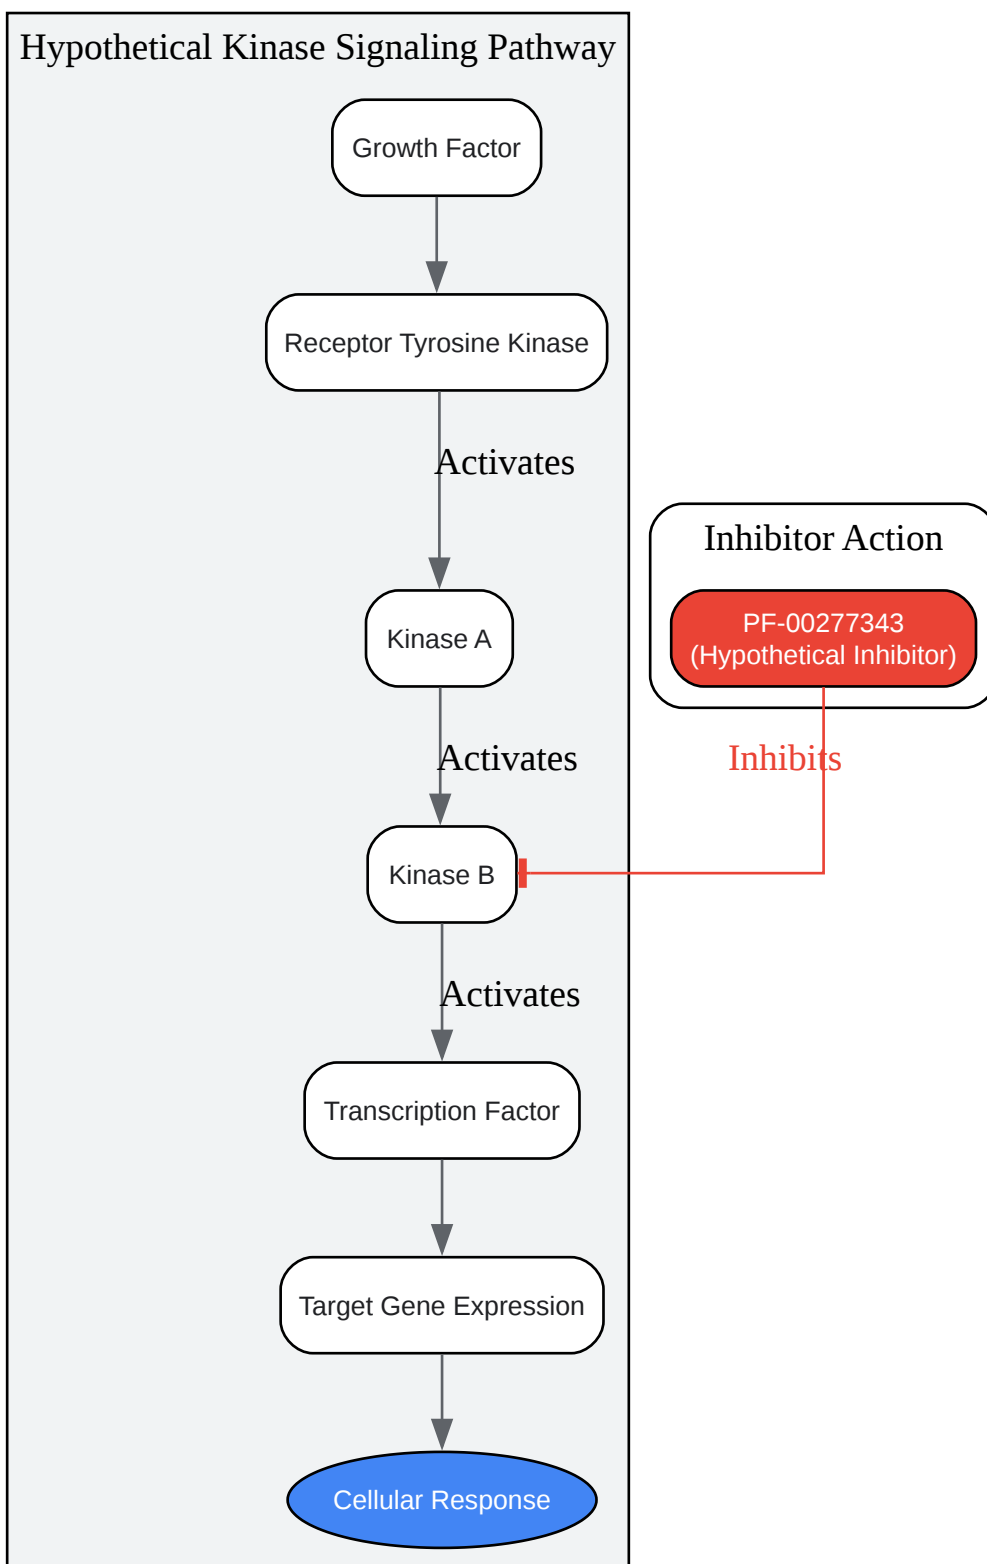 Hypothetical Kinase Signaling Pathway
Growth Factor
Receptor Tyrosine Kinase
Activates
Inhibitor Action
PF-00277343
(Hypothetical Inhibitor)
Kinase A
Activates
Inhibits
Kinase B
Activates
Transcription Factor
Target Gene Expression
Cellular Response